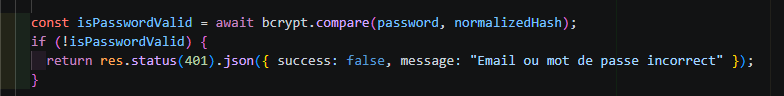 const isPasswordValid = await bcrypt.compare(password, normalizedHash);
if (!isPasswordValid) {
return res.status(401).json({ success: false, message: "Email ou mot de passe incorrect" });
}